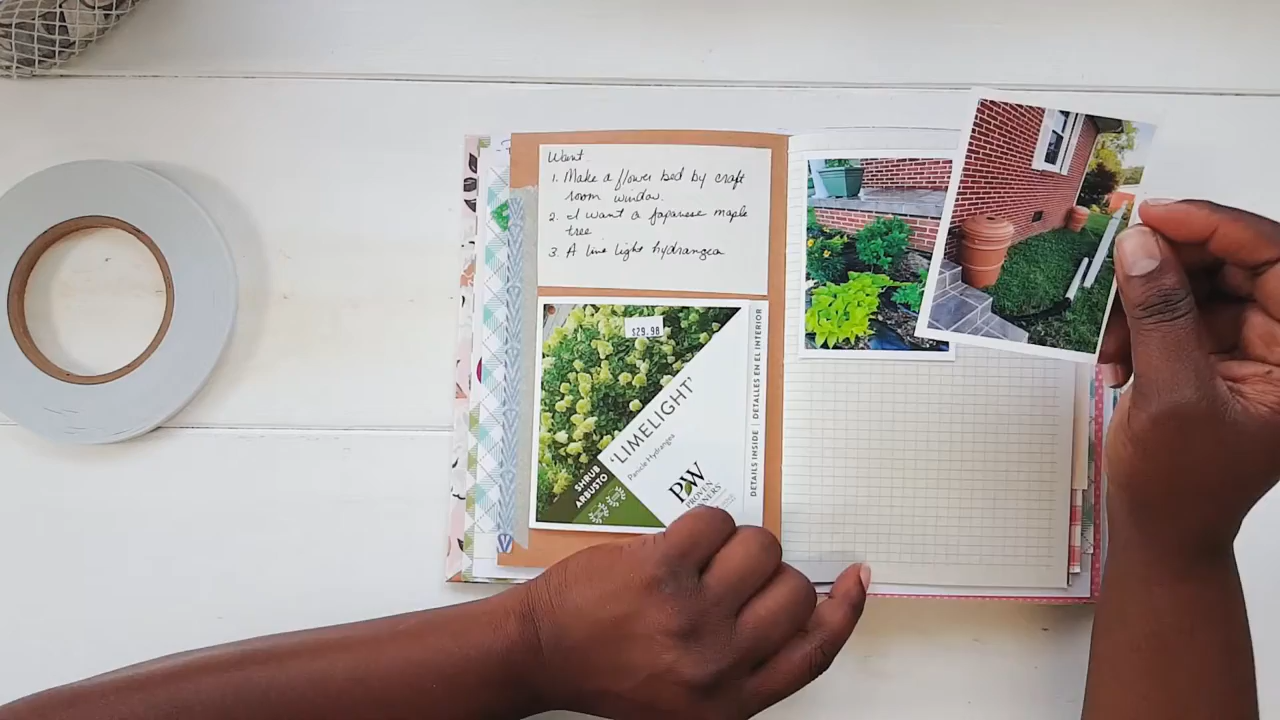 Want
1. Make a flower bed by craft
room window.
2. I want a Japanese maple
tree
3. A lime light hydrangea
$29.98
'LIMELIGHT'
Panicle Hydrangea
SHRUB
ARBUSTO
PW
PROVEN
WINNERS
DETAILS INSIDE | DETALLES EN EL INTERIOR